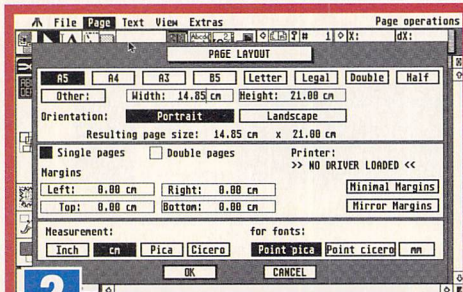 File Page Text View Extras Page operations
# 1 X: dX:
PAGE LAYOUT
A5 A4 A3 B5 Letter Legal Double Half
Other: Width: 14.85 cm Height: 21.00 cm
Orientation: Portrait Landscape
Resulting page size: 14.85 cm x 21.00 cm
Single pages Double pages Printer:
>> NO DRIVER LOADED <<
Margins
Left: 0.00 cm Right: 0.00 cm Minimal Margins
Top: 0.00 cm Bottom: 0.00 cm Mirror Margins
Measurement: for fonts:
Inch cm Pica Cicero Point pica Point cicero mm
OK CANCEL
2